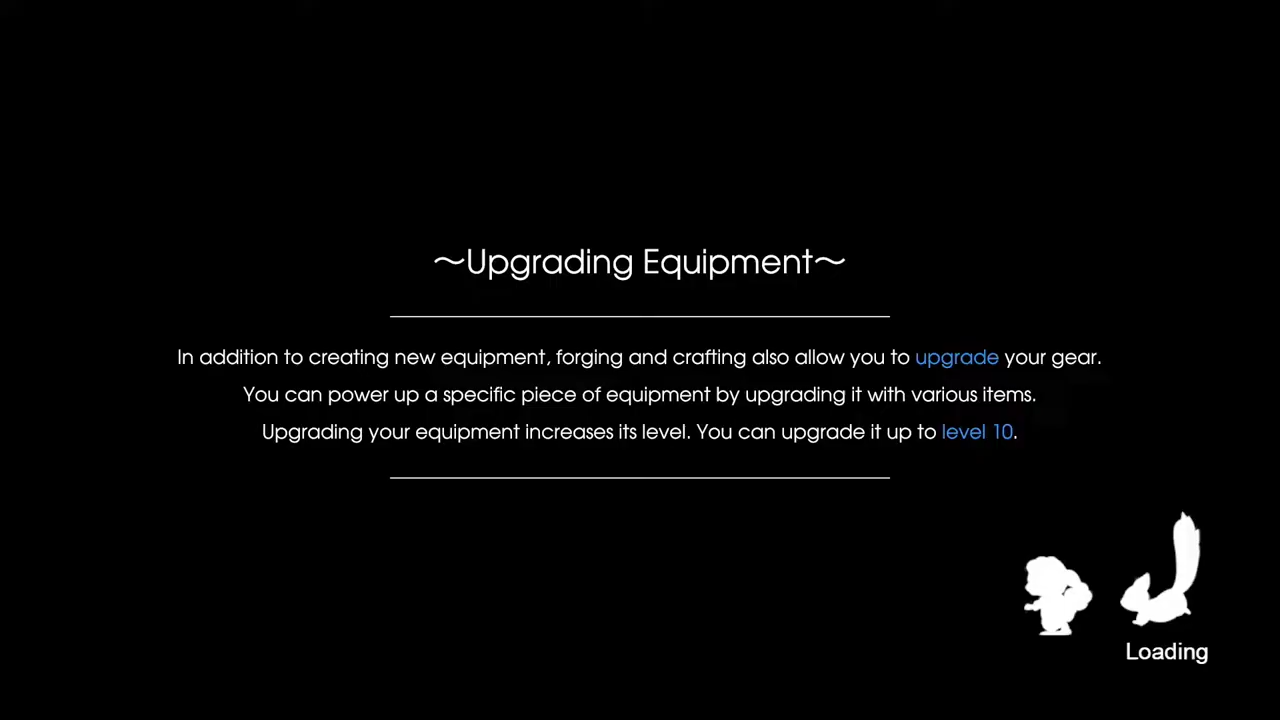 ～Upgrading Equipment～
In addition to creating new equipment, forging and crafting also allow you to upgrade your gear.
You can power up a specific piece of equipment by upgrading it with various items.
Upgrading your equipment increases its level. You can upgrade it up to level 10.
Loading